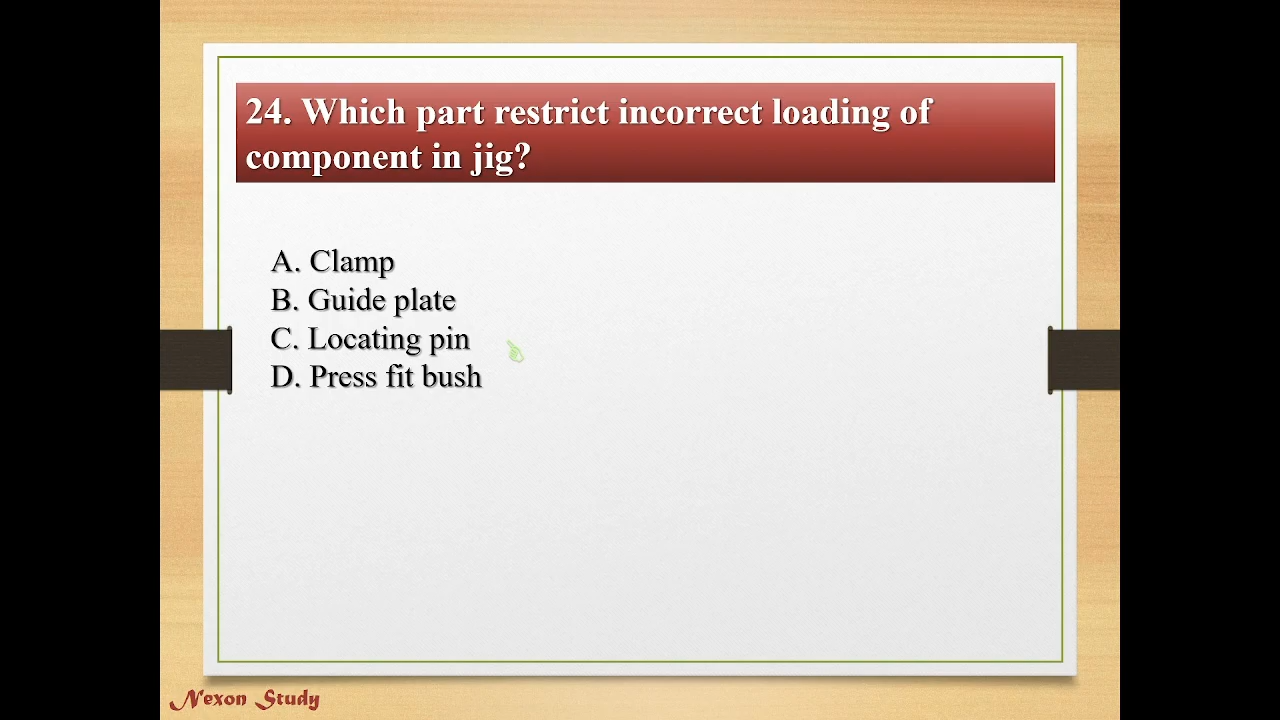 24. Which part restrict incorrect loading of
component in jig?
A. Clamp
B. Guide plate
C. Locating pin
D. Press fit bush
Nexon Study